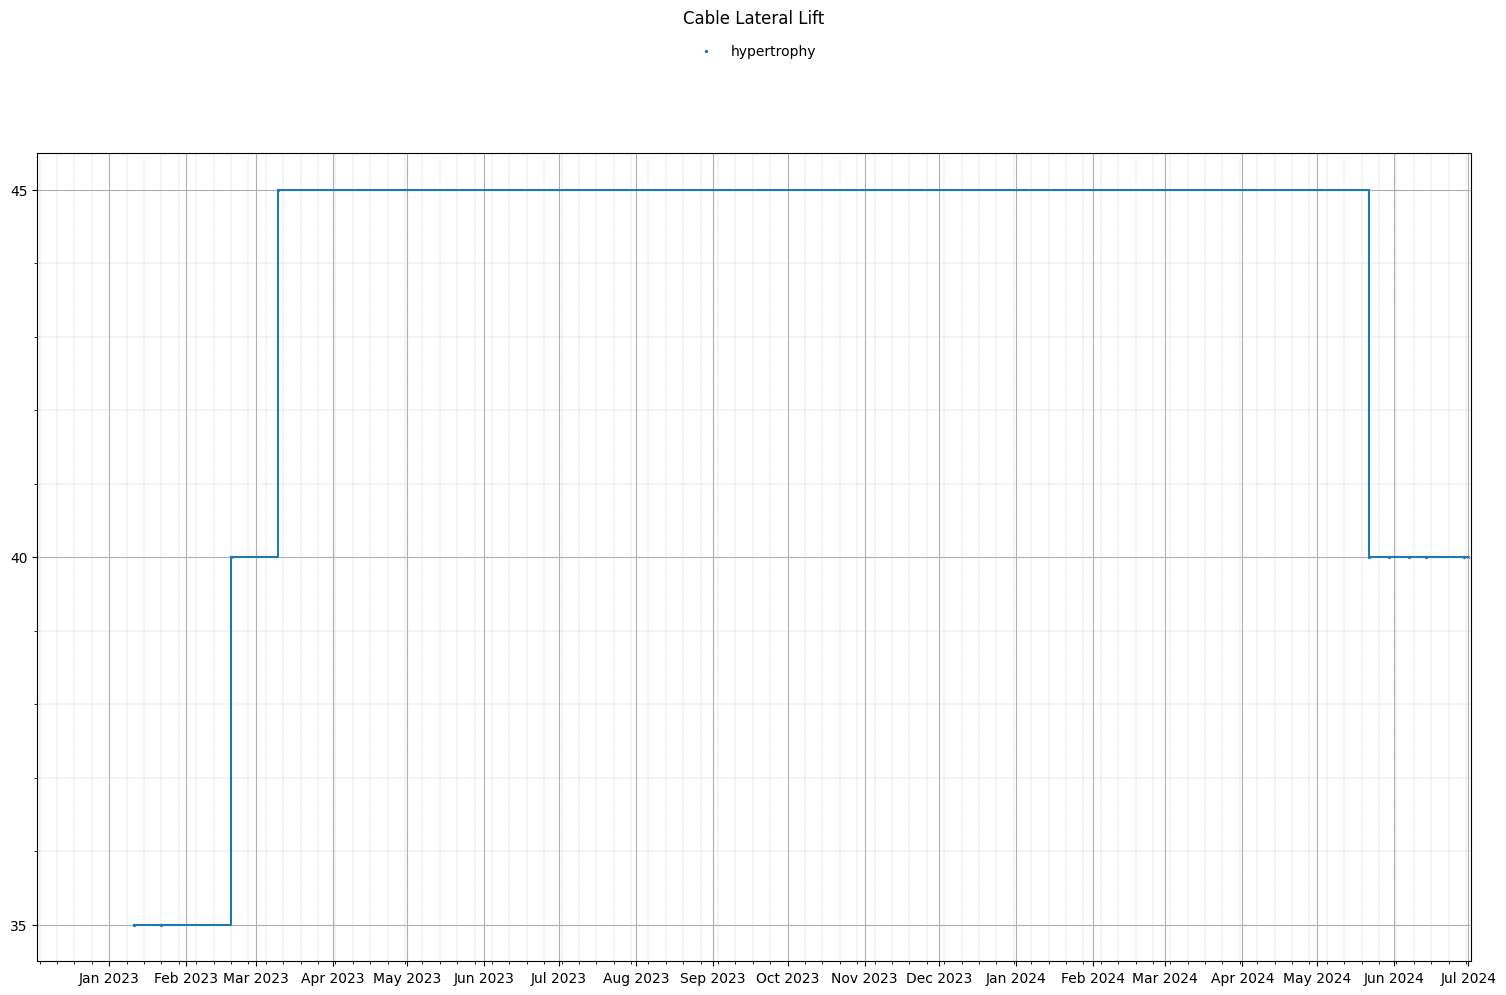 Cable Lateral Lift
hypertrophy
45
40
35
Jan 2023 Feb 2023 Mar 2023 Apr 2023 May 2023 Jun 2023 Jul 2023 Aug 2023 Sep 2023 Oct 2023 Nov 2023 Dec 2023 Jan 2024 Feb 2024 Mar 2024 Apr 2024 May 2024 Jun 2024 Jul 2024